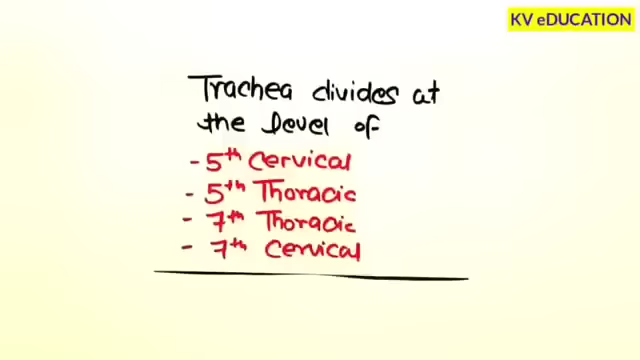 KV eDUCATION
Trachea divides at
the level of
- 5th Cervical
- 5th Thoracic
- 7th Thoracic
- 7th Cervical